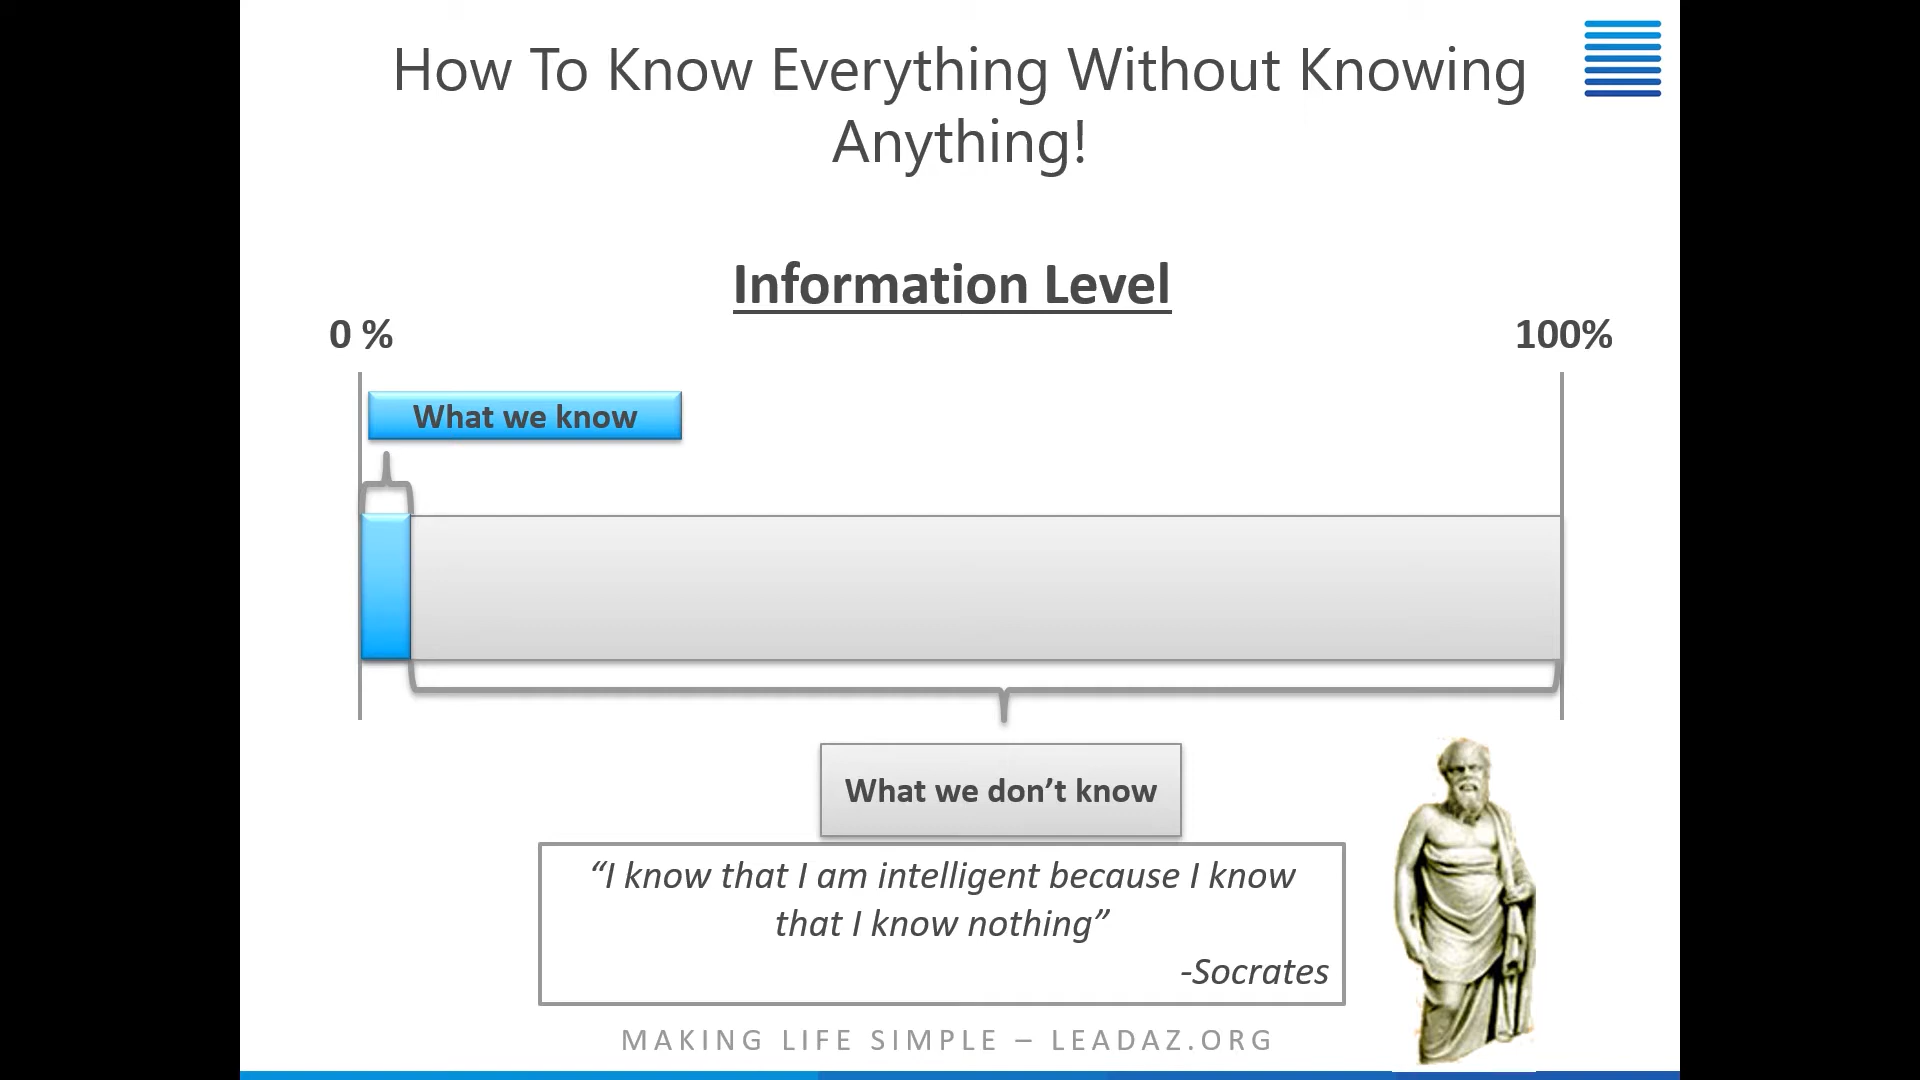 How To Know Everything Without Knowing
Anything!
Information Level
0 %
100%
What we know
What we don’t know
“I know that I am intelligent because I know
that I know nothing”
-Socrates
MAKING LIFE SIMPLE – LEADAZ.ORG